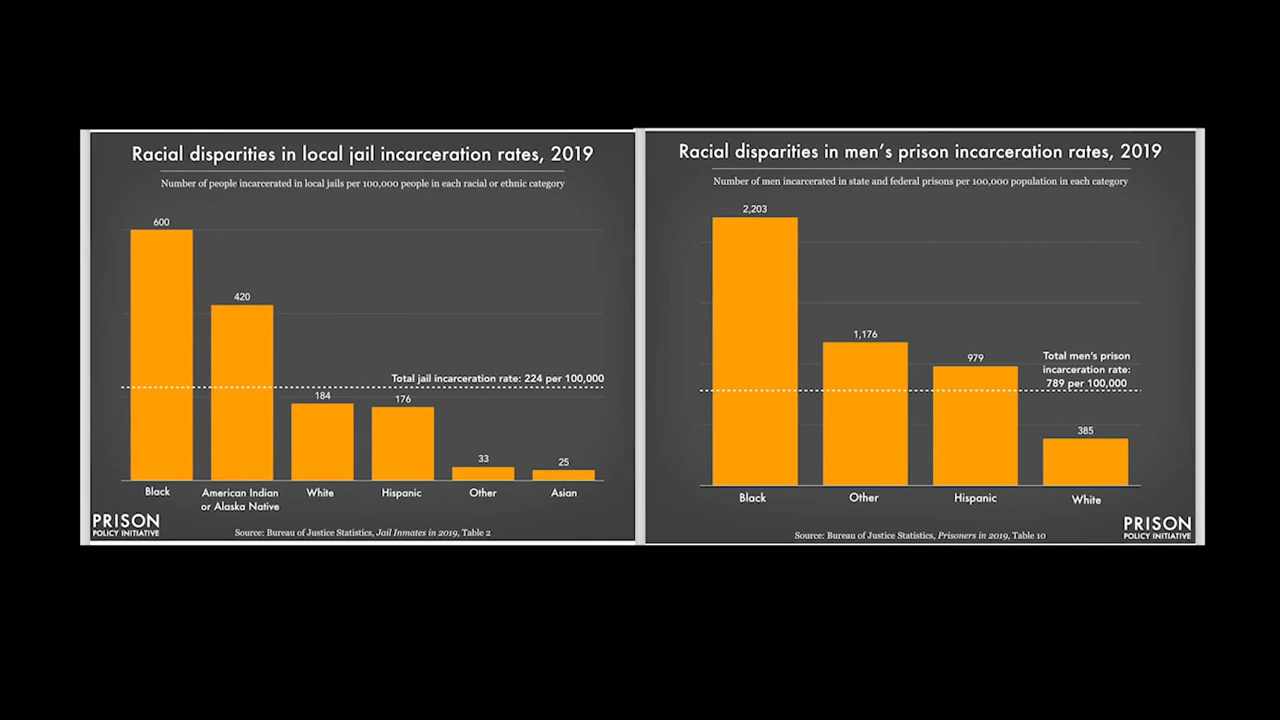 Racial disparities in local jail incarceration rates, 2019
Number of people incarcerated in local jails per 100,000 people in each racial or ethnic category
600
420
Total jail incarceration rate: 224 per 100,000
184
176
33
25
Black
American Indian
or Alaska Native
White
Hispanic
Other
Asian
PRISON
POLICY INITIATIVE
Source: Bureau of Justice Statistics, Jail Inmates in 2019, Table 2
Racial disparities in men's prison incarceration rates, 2019
Number of men incarcerated in state and federal prisons per 100,000 population in each category
2,203
1,176
979
Total men's prison
incarceration rate:
789 per 100,000
385
Black
Other
Hispanic
White
Source: Bureau of Justice Statistics, Prisoners in 2019, Table 10
PRISON
POLICY INITIATIVE